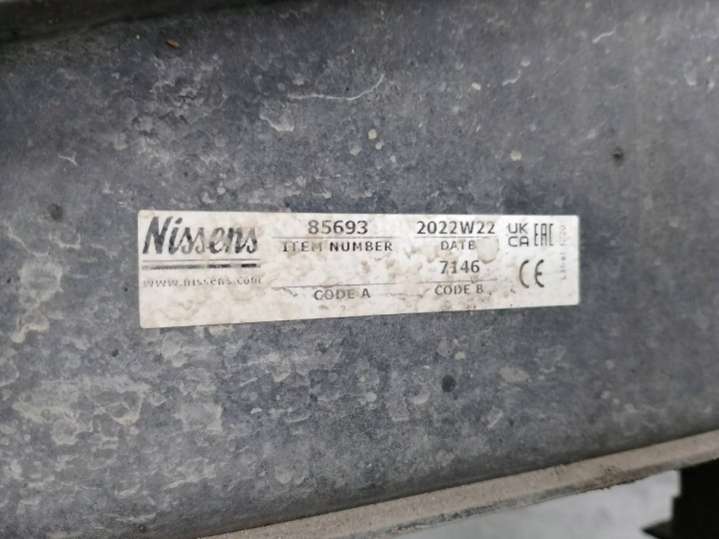 Nissens
www.nissens.com
85693
ITEM NUMBER
CODE A
2022W22
DATE
7146
CODE B
UK
CA
EAC
CE